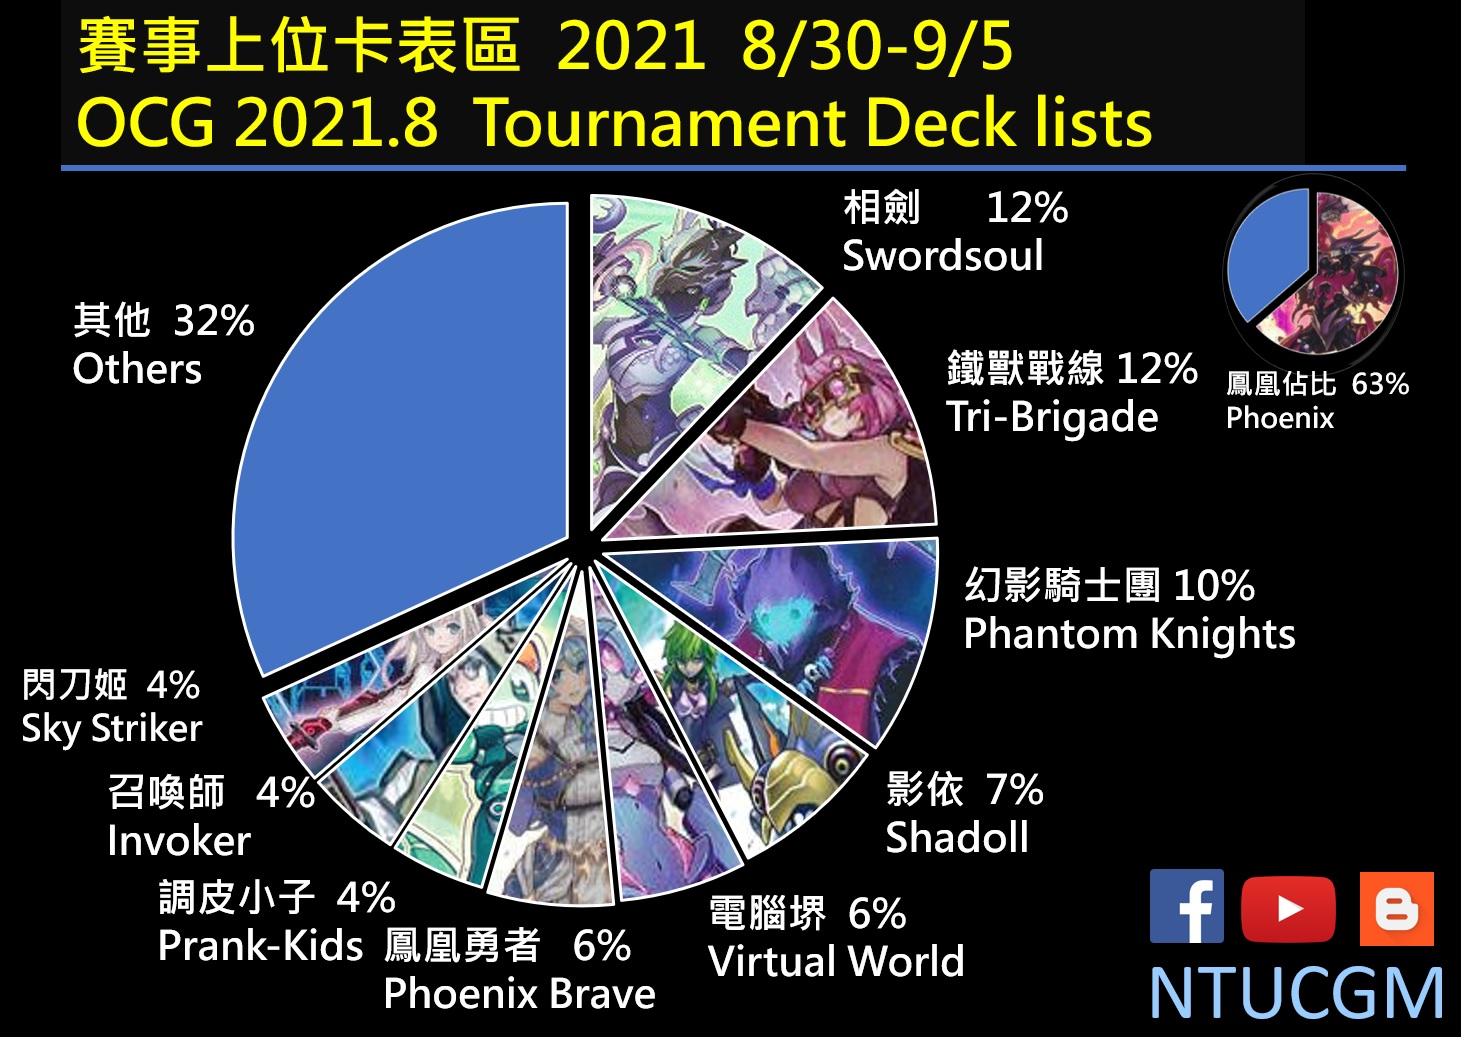 賽事上位卡表區 2021 8/30-9/5
OCG 2021.8 Tournament Deck lists
相劍 12%
Swordsoul
鐵獸戰線 12%
Tri-Brigade
鳳凰佔比 63%
Phoenix
其他 32%
Others
幻影騎士團 10%
Phantom Knights
閃刀姬 4%
Sky Striker
影依 7%
Shadoll
召喚師 4%
Invoker
調皮小子 4%
Prank-Kids
鳳凰勇者 6%
Phoenix Brave
電腦堺 6%
Virtual World
NTUCGM